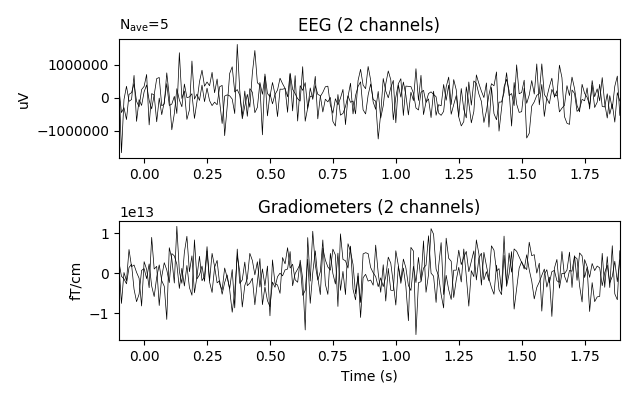 Nave=5
EEG (2 channels)
uV
1000000
0
−1000000
0.00 0.25 0.50 0.75 1.00 1.25 1.50 1.75
1e13
Gradiometers (2 channels)
fT/cm
1
0
−1
0.00 0.25 0.50 0.75 1.00 1.25 1.50 1.75
Time (s)